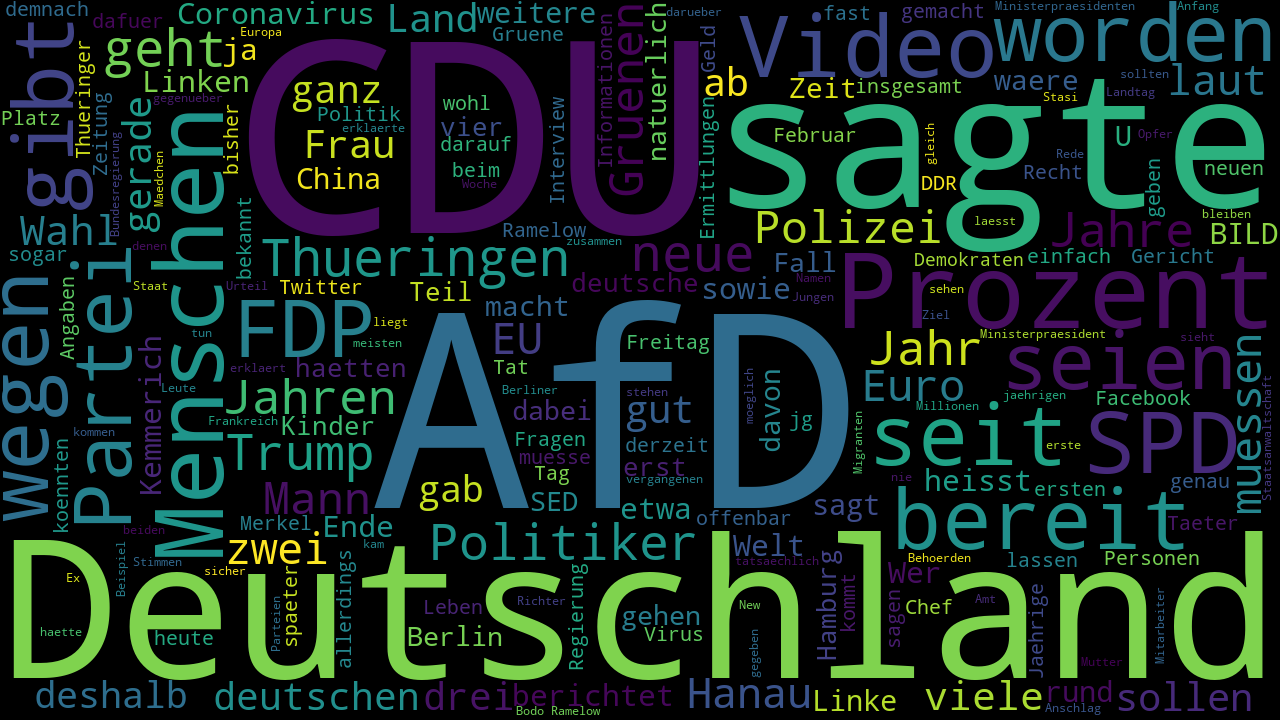 demnach
dafuer
Coronavirus
Land
weitere
Gruene
natuerlich
darueber
fast
gemacht
Ministerpraesidenten
Anfang
gibt
geht
ja
Europa
CDU
Gruenen
Informationen
Geld
Video
worden
Thueringer
Linken
gegenueber
ganz
Politik
erklaerte
wohl
vier
darauf
beim
Woche
Interview
ab
Zeit
insgesamt
waere
Stasi
sollten
Landtag
laut
Platz
Zeitung
Bundesregierung
gerade
Maedchen
Menschen
bisher
Frau
China
Ermittlungen
sagte
Februar
gleich
DDR
U
Rede
Recht
Opfer
geben
neuen
Wahl
sogar
denen
bekannt
Ramelow
zusammen
Polizei
laesst
Jahre
bleiben
BILD
wegen
Partei
Angaben
Staat
Urteil
Thueringen
neue
deutsche
sowie
Fall
Namen
Jungen
Demokraten
einfach
Gericht
Twitter
Teil
macht
Prozent
sehen
Ziel
tun
FDP
liegt
meisten
EU
AfD
Freitag
Ministerpraesident
sieht
Kemmerich
erklaert
haetten
Tat
Jahr
seien
Leute
Jahren
Frankreich
Kinder
Berliner
dabei
stehen
gut
moeglich
davon
jg
Euro
Millionen
jaehrigen
Facebook
muessen
Staatsanwaltschaft
kommen
koennten
Trump
Fragen
muesse
derzeit
vergangenen
Migranten
seit
erste
SPD
beiden
Mann
gab
Tag
SED
erst
etwa
offenbar
sagt
nie
heisst
ersten
genau
Merkel
Ende
Stimmen
kam
zwei
Politiker
Welt
tatsaechlich
bereit
Taeter
Behoerden
lassen
Personen
Ex
Beispiel
sicher
Deutschland
haette
heute
Parteien
spaeter
allerdings
Leben
Berlin
Richter
Regierung
gehen
Virus
New
gegeben
Hamburg
kommt
Wer
sagen
Chef
Amt
Jaehrige
Mutter
Mitarbeiter
deshalb
deutschen
drei
berichtet
Bodo Ramelow
Hanau
Linke
viele
rund
Anschlag
sollen